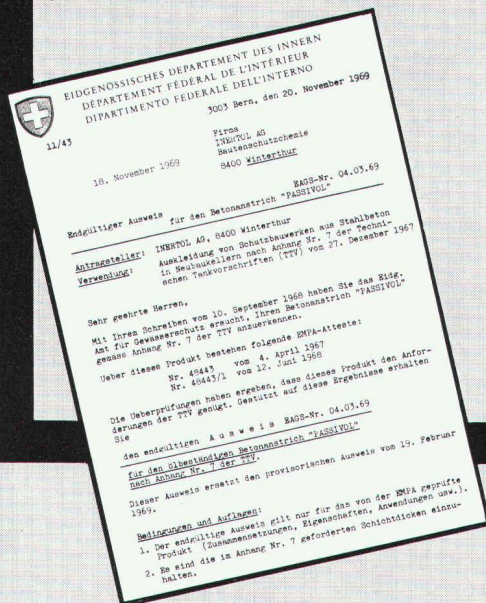 EIDGENÖSSISCHES DEPARTEMENT DES INNERN
DÉPARTEMENT FÉDÉRAL DE L'INTÉRIEUR
DIPARTIMENTO FEDERALE DELL'INTERNO
11/43
3003 Bern, den 20. November 1969
18. November 1969
Firma
INERTOL AG
Bautenschutzchemie
8400 Winterthur
Endgültiger Ausweis für den Betonanstrich "PASSIVOL"
EAGS-Nr. 04.03.69
Antragsteller: INERTOL AG, 8400 Winterthur
Verwendung: Auskleidung von Schutzbauwerken aus Stahlbeton
in Neubaukellern nach Anhang Nr. 7 der Techni-
schen Tankvorschriften (TTV) vom 27. Dezember 1967
Sehr geehrte Herren,
Mit Ihrem Schreiben vom 10. September 1968 haben Sie das Eidg.
Amt für Gewässerschutz ersucht, Ihren Betonanstrich "PASSIVOL"
gemäss Anhang Nr. 7 der TTV anzuerkennen.
Ueber dieses Produkt bestehen folgende EMPA-Atteste:
Nr. 48443 vom 4. April 1967
Nr. 48443/1 vom 12. Juni 1968
Die Ueberprüfungen haben ergeben, dass dieses Produkt den Anfor-
derungen der TTV genügt. Gestützt auf diese Ergebnisse erhalten
Sie
den endgültigen A u s w e i s EAGS-Nr. 04.03.69
für den ölbeständigen Betonanstrich "PASSIVOL"
nach Anhang Nr. 7 der TTV.
Dieser Ausweis ersetzt den provisorischen Ausweis vom 19. Februar
1969.
Bedingungen und Auflagen:
1. Der endgültige Ausweis gilt nur für das von der EMPA geprüfte
Produkt (Zusammensetzungen, Eigenschaften, Anwendungen usw.).
2. Es sind die im Anhang Nr. 7 geforderten Schichtdicken einzu-
halten.